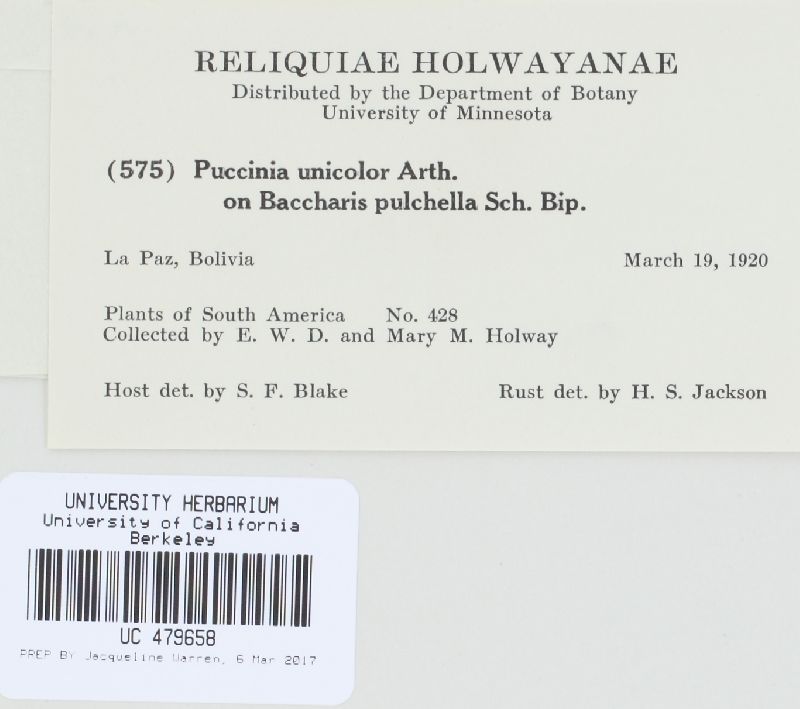 RELIQUIAE HOLWAYANAE
Distributed by the Department of Botany
University of Minnesota
(575) Puccinia unicolor Arth.
on Baccharis pulchella Sch. Bip.
La Paz, Bolivia March 19, 1920
Plants of South America No. 428
Collected by E. W. D. and Mary M. Holway
Host det. by S. F. Blake Rust det. by H. S. Jackson
UNIVERSITY HERBARIUM
University of California
Berkeley
UC 479658
PREP BY Jacqueline Warren, 6 Mar 2017